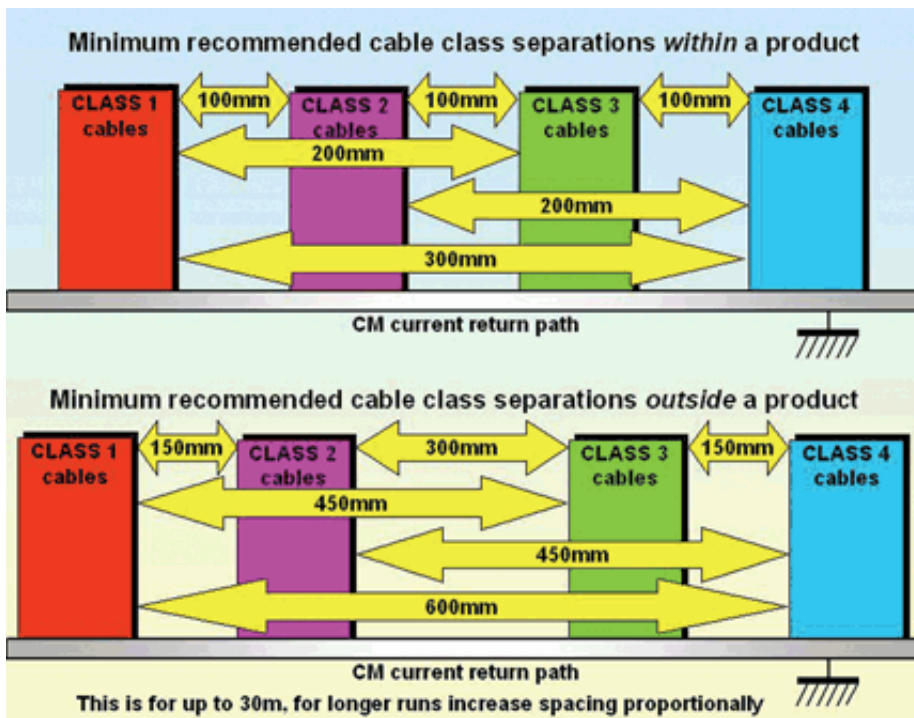 Minimum recommended cable class separations within a product
CLASS 1
cables
100mm
CLASS 2
cables
100mm
CLASS 3
cables
100mm
CLASS 4
cables
200mm
200mm
300mm
CM current return path
Minimum recommended cable class separations outside a product
CLASS 1
cables
150mm
CLASS 2
cables
300mm
CLASS 3
cables
150mm
CLASS 4
cables
450mm
450mm
600mm
CM current return path
This is for up to 30m, for longer runs increase spacing proportionally